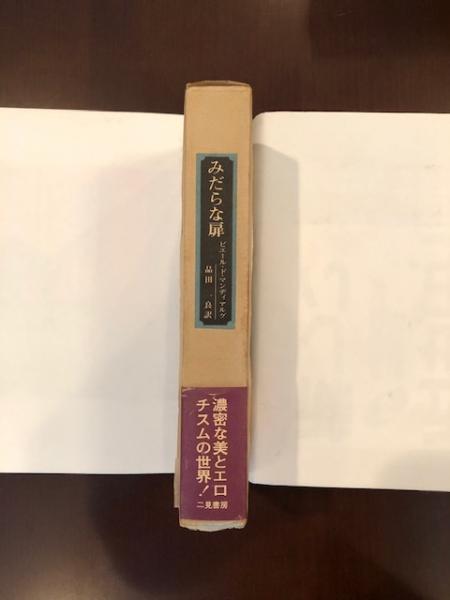 みだらな扉
ピエール・ド・マンディアルグ
品田一良訳
濃密な美とエロ
チスムの世界!
二見書房